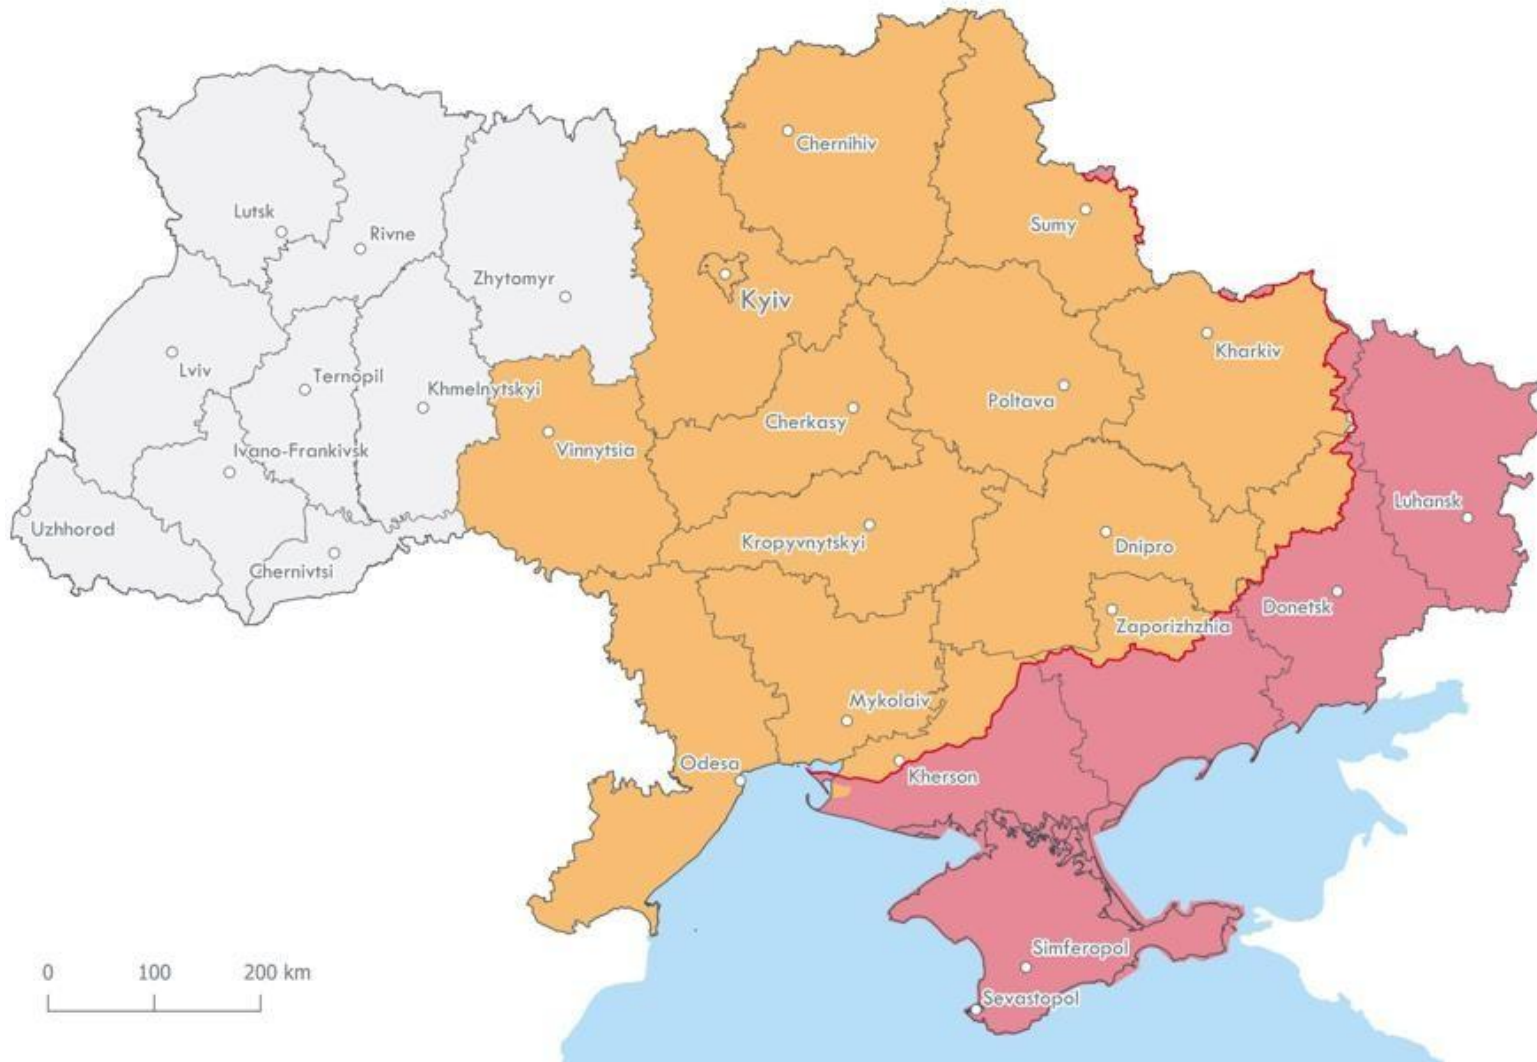 Chernihiv
Lutsk
Rivne
Sumy
Zhytomyr
Kyiv
Kharkiv
Lviv
Ternopil
Khmelnytskyi
Poltava
Cherkasy
Vinnytsia
Ivano-Frankivsk
Luhansk
Uzhhorod
Kropyvnytskyi
Dnipro
Chernivtsi
Donetsk
Zaporizhzhia
Mykolaiv
Odesa
Kherson
Simferopol
0 100 200 km
Sevastopol